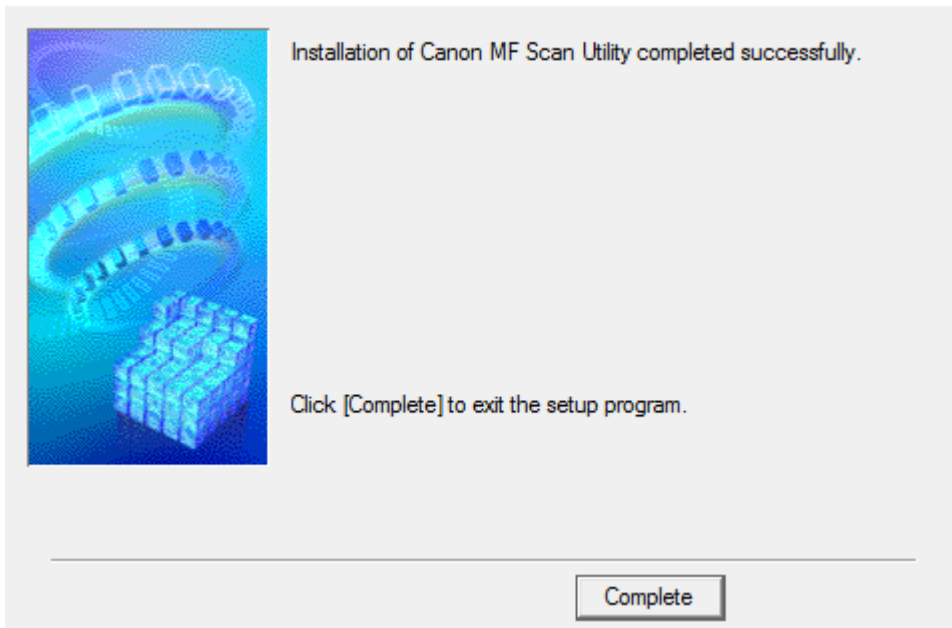 Installation of Canon MF Scan Utility completed successfully.
Click [Complete] to exit the setup program.
Complete